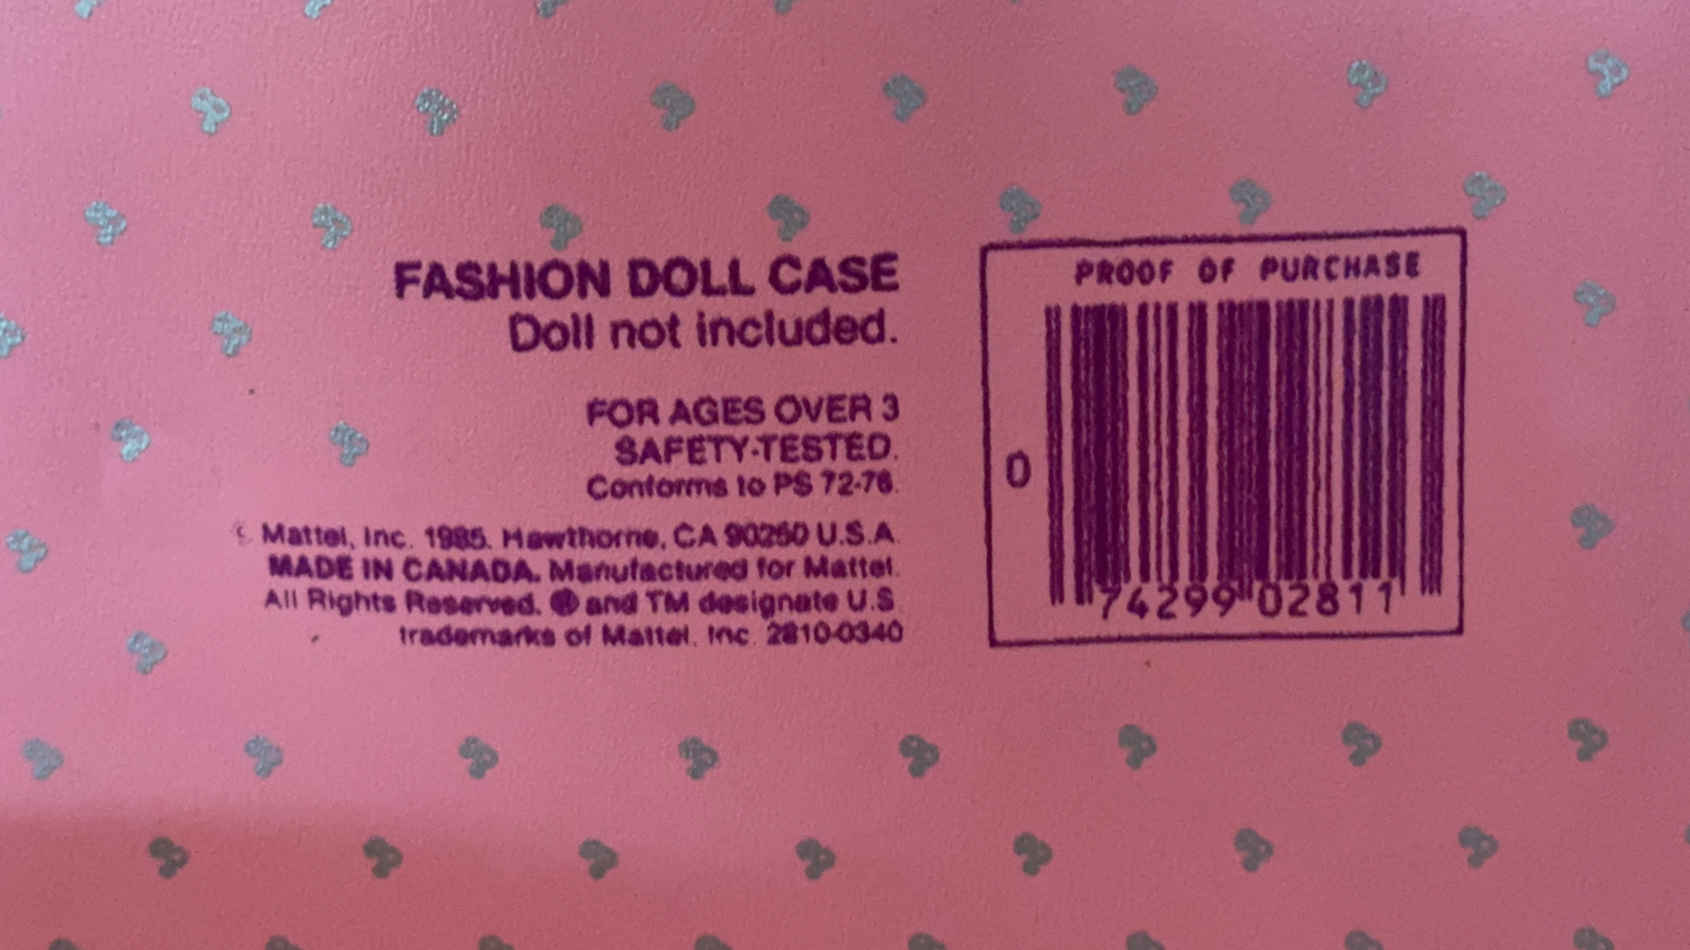 FASHION DOLL CASE
Doll not included.
FOR AGES OVER 3
SAFETY-TESTED.
Conforms to PS 72-76.
© Mattel, Inc. 1985. Hawthorne, CA 90250 U.S.A.
MADE IN CANADA. Manufactured for Mattel.
All Rights Reserved. ® and TM designate U.S.
trademarks of Mattel, Inc. 2810-0340
PROOF OF PURCHASE
0 74299 02811